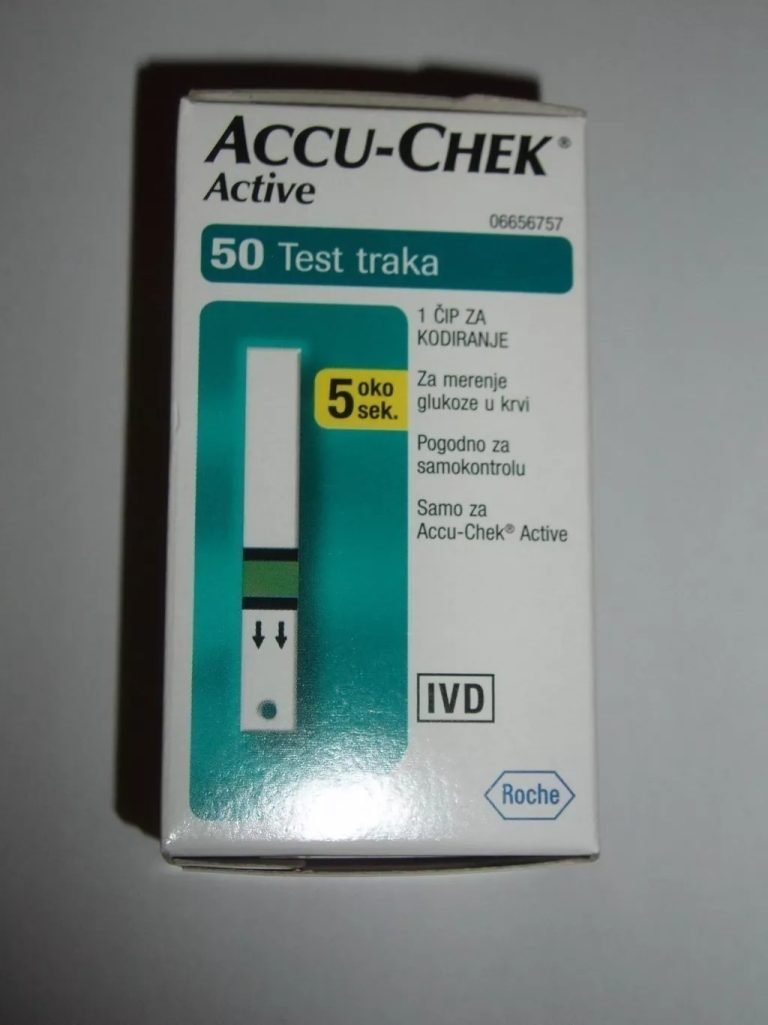 ACCU-CHEK®
Active
06656757
50 Test traka
1 ČIP ZA
KODIRANJE
5 oko
sek.
Za merenje
glukoze u krvi
Pogodno za
samokontrolu
Samo za
Accu-Chek® Active
IVD
Roche